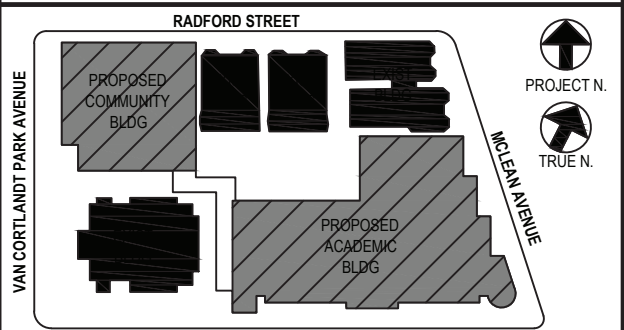 RADFORD STREET
PROPOSED
COMMUNITY
BLDG
VAN CORTLANDT PARK AVENUE
MCLEAN AVENUE
PROPOSED
ACADEMIC
BLDG
PROJECT N.
TRUE N.